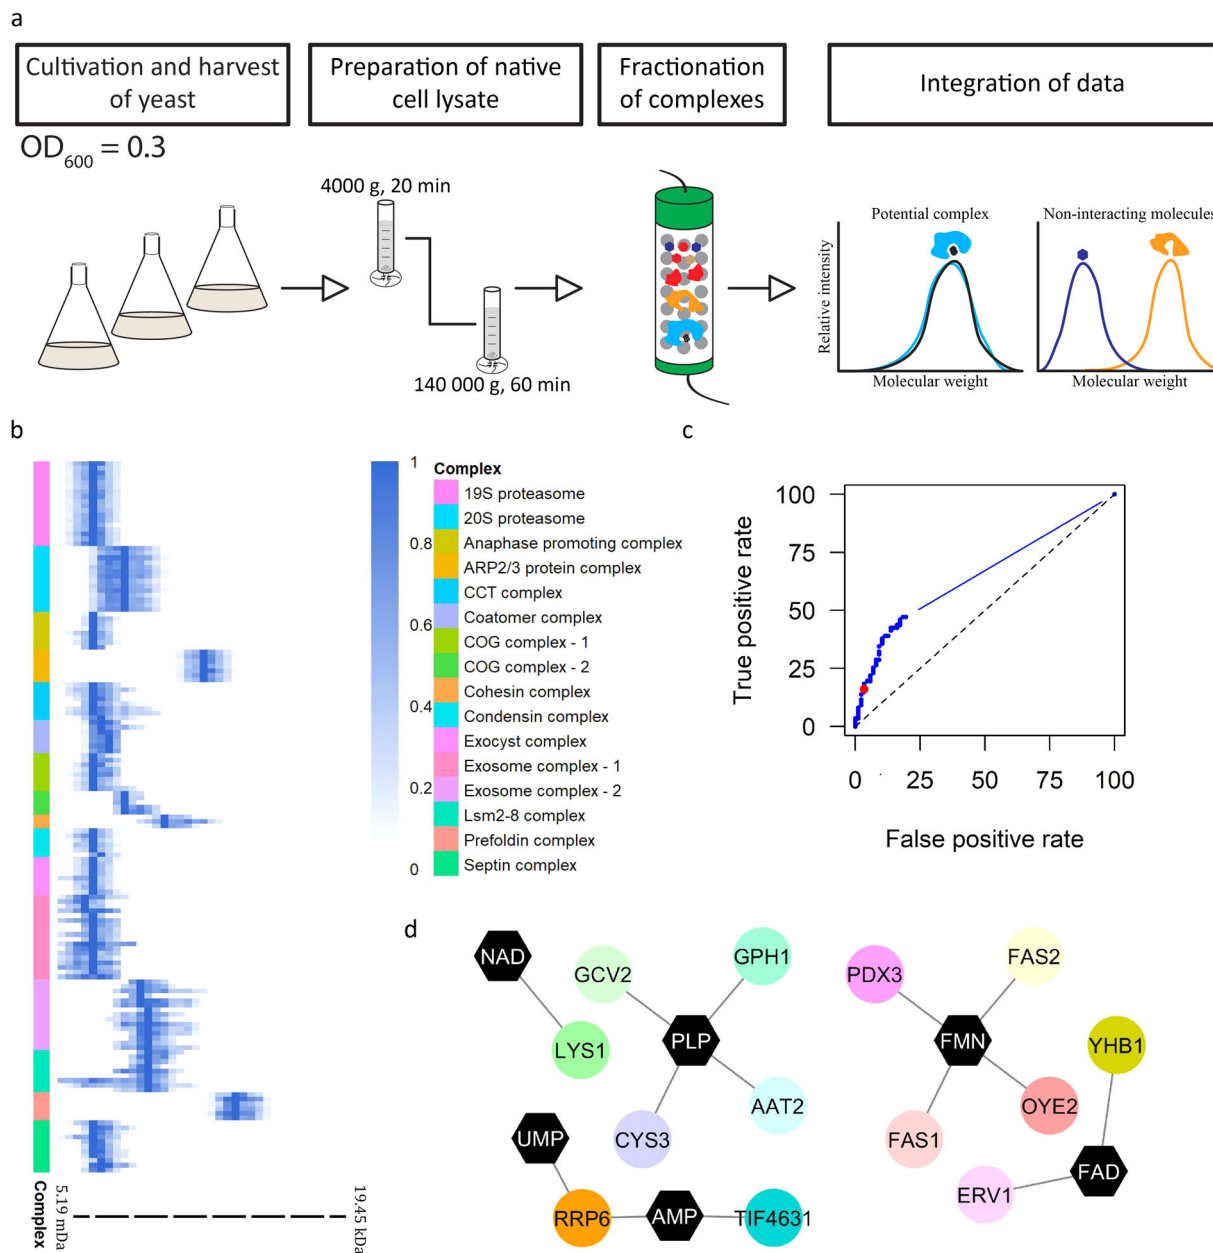 a
Cultivation and harvest
of yeast
Preparation of native
cell lysate
Fractionation
of complexes
Integration of data
OD600 = 0.3
4000 g, 20 min
140 000 g, 60 min
Potential complex
Non-interacting molecules
Relative intensity
Molecular weight
Molecular weight
b
1
0.8
0.6
0.4
0.2
0
Complex
19S proteasome
20S proteasome
Anaphase promoting complex
ARP2/3 protein complex
CCT complex
Coatomer complex
COG complex - 1
COG complex - 2
Cohesin complex
Condensin complex
Exocyst complex
Exosome complex - 1
Exosome complex - 2
Lsm2-8 complex
Prefoldin complex
Septin complex
Complex
5.19 mDa
19.45 kDa
c
True positive rate
100
75
50
25
0
0 25 50 75 100
False positive rate
d
NAD
LYS1
GCV2
GPH1
PLP
CYS3
AAT2
UMP
RRP6
AMP
TIF4631
PDX3
FAS2
FMN
FAS1
OYE2
YHB1
ERV1
FAD